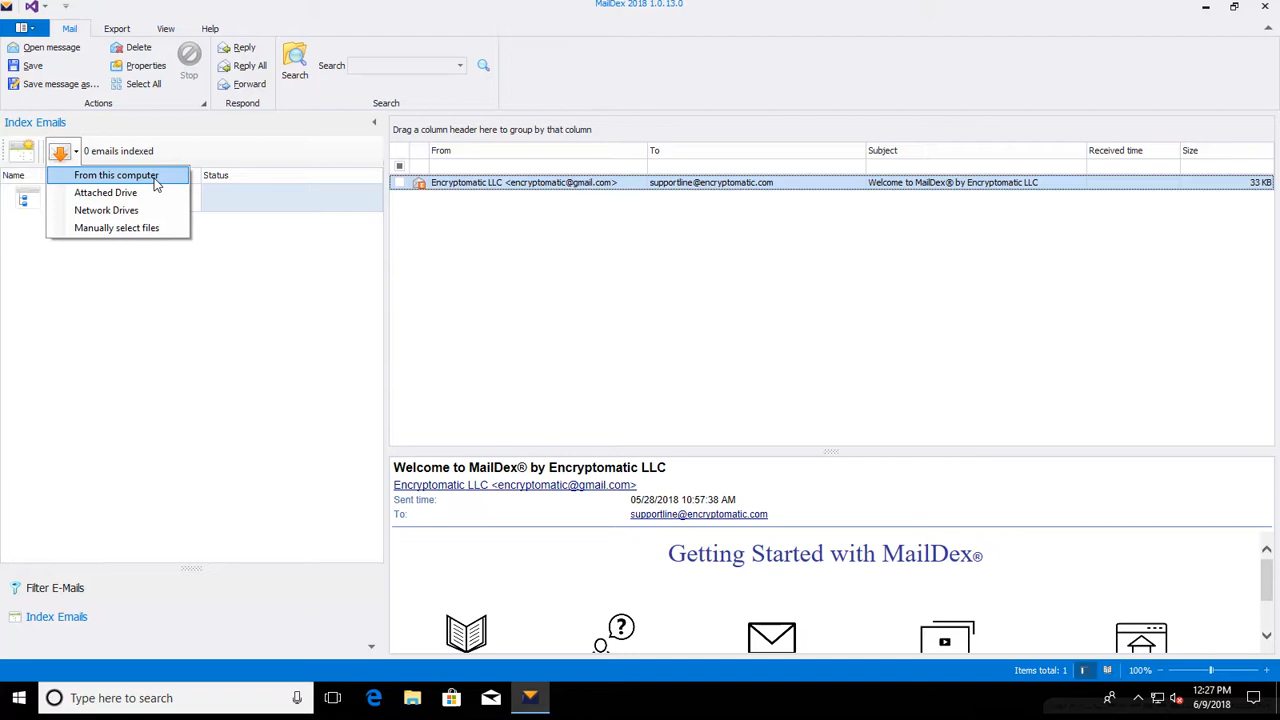 MailDex 2018 1.0.13.0
Mail Export View Help
Open message Delete Reply
Save Properties Stop Reply All Search Search
Save message as... Select All Forward
Actions Respond Search
Index Emails
0 emails indexed
Name Status
From this computer
Attached Drive
Network Drives
Manually select files
Drag a column header here to group by that column
From To Subject Received time Size
Encryptomatic LLC <encryptomatic@gmail.com> supportline@encryptomatic.com Welcome to MailDex® by Encryptomatic LLC 33 KB
Welcome to MailDex® by Encryptomatic LLC
Encryptomatic LLC <encryptomatic@gmail.com>
Sent time: 05/28/2018 10:57:38 AM
To: supportline@encryptomatic.com
Getting Started with MailDex®
Filter E-Mails
Index Emails
Items total: 1 100%
Type here to search
12:27 PM
6/9/2018